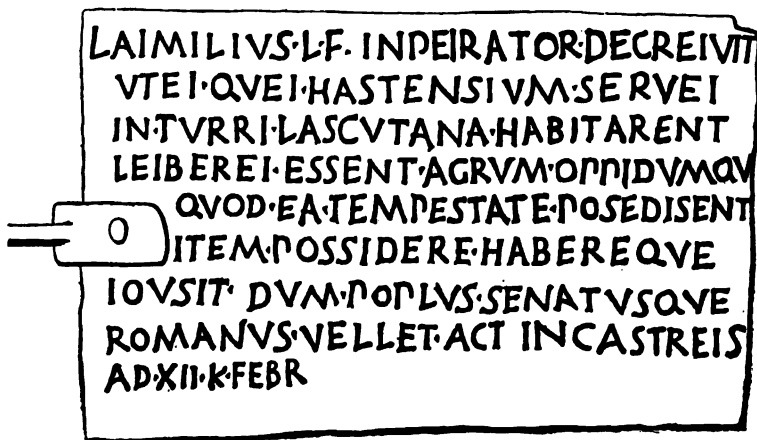 LAIMILIVS·L·F· INPEIRATOR·DECREIVIT
VTEI·QVEI·HASTENSIVM·SERVEI
IN·TVRRI·LASCVTANA·HABITARENT
LEIBEREI·ESSENT·AGRVM·OPPIDVMQV
QVOD·EA·TEMPESTATE·POSEDISENT
ITEM·POSSIDERE·HABEREQVE
IOVSIT· DVM·POPLVS·SENATVSQVE
ROMANVS·VELLET·ACT IN CASTREIS
AD·XII·K·FEBR